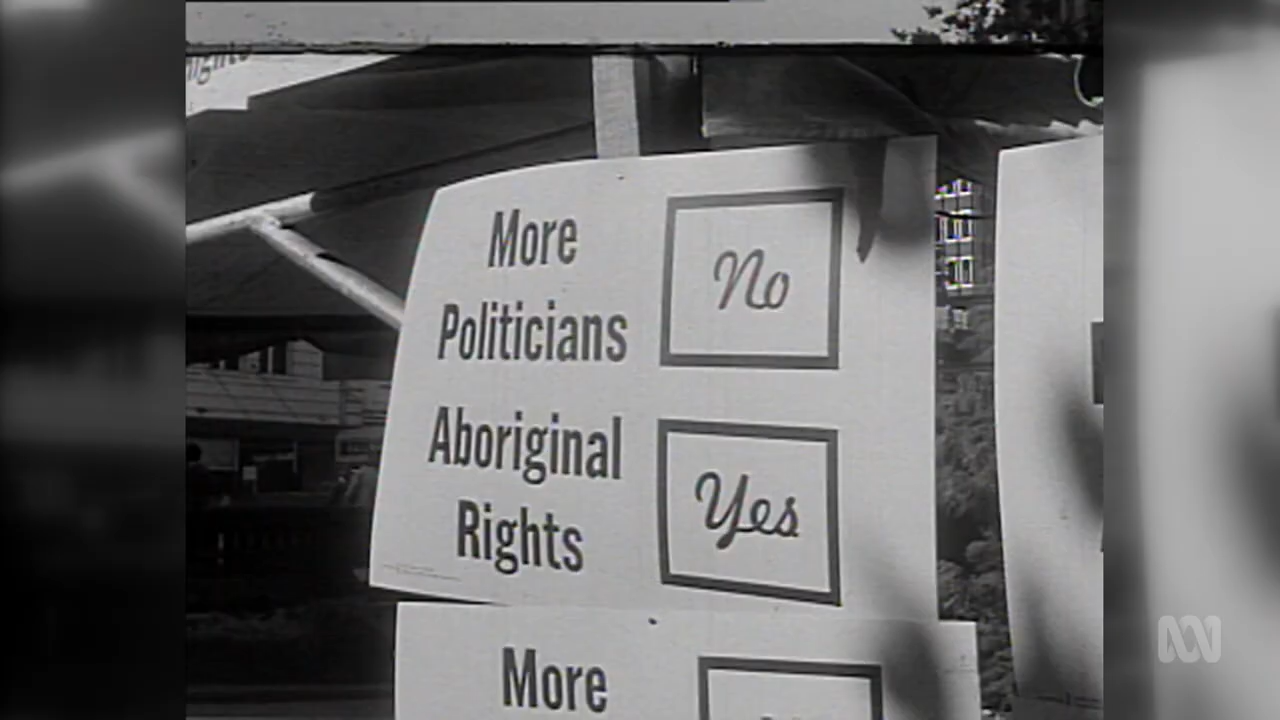 More
No
Politicians
Aboriginal
Yes
Rights
More